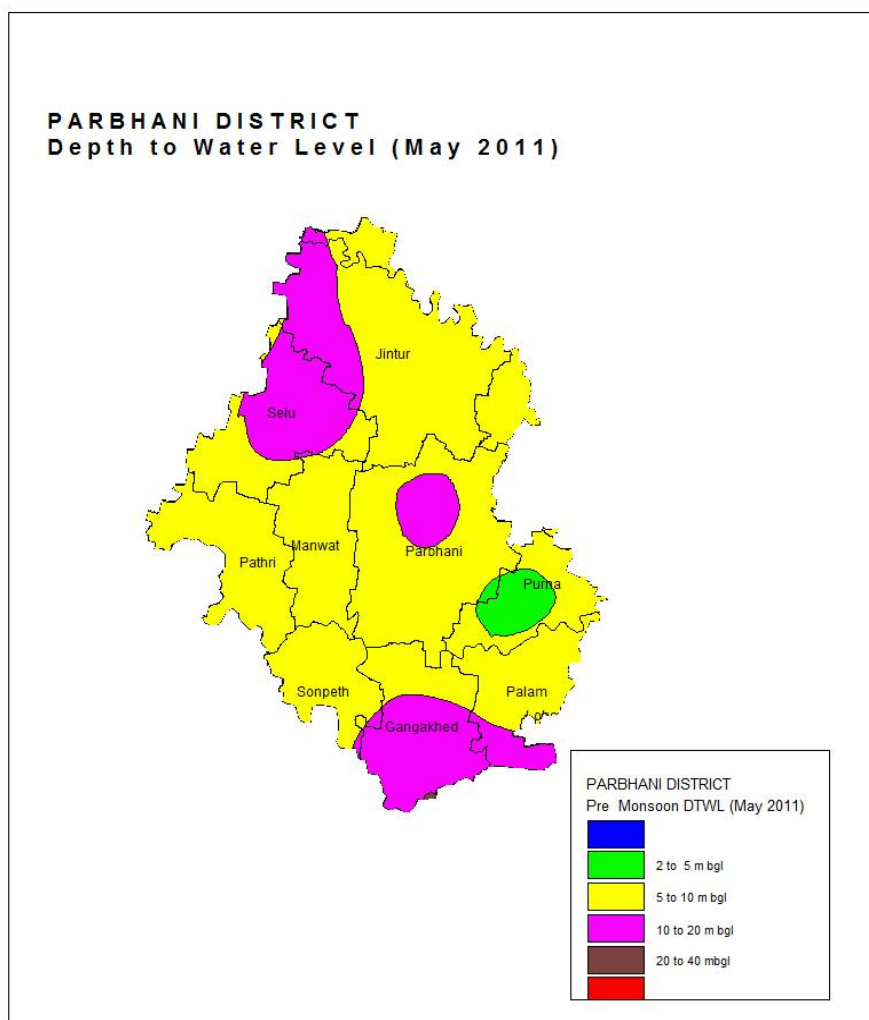 PARBHANI DISTRICT
Depth to Water Level (May 2011)
Jintur
Selu
Manwat
Parbhani
Pathri
Purna
Sonpeth
Palam
Gangakhed
PARBHANI DISTRICT
Pre Monsoon DTWL (May 2011)
2 to 5 m bgl
5 to 10 m bgl
10 to 20 m bgl
20 to 40 mbgl